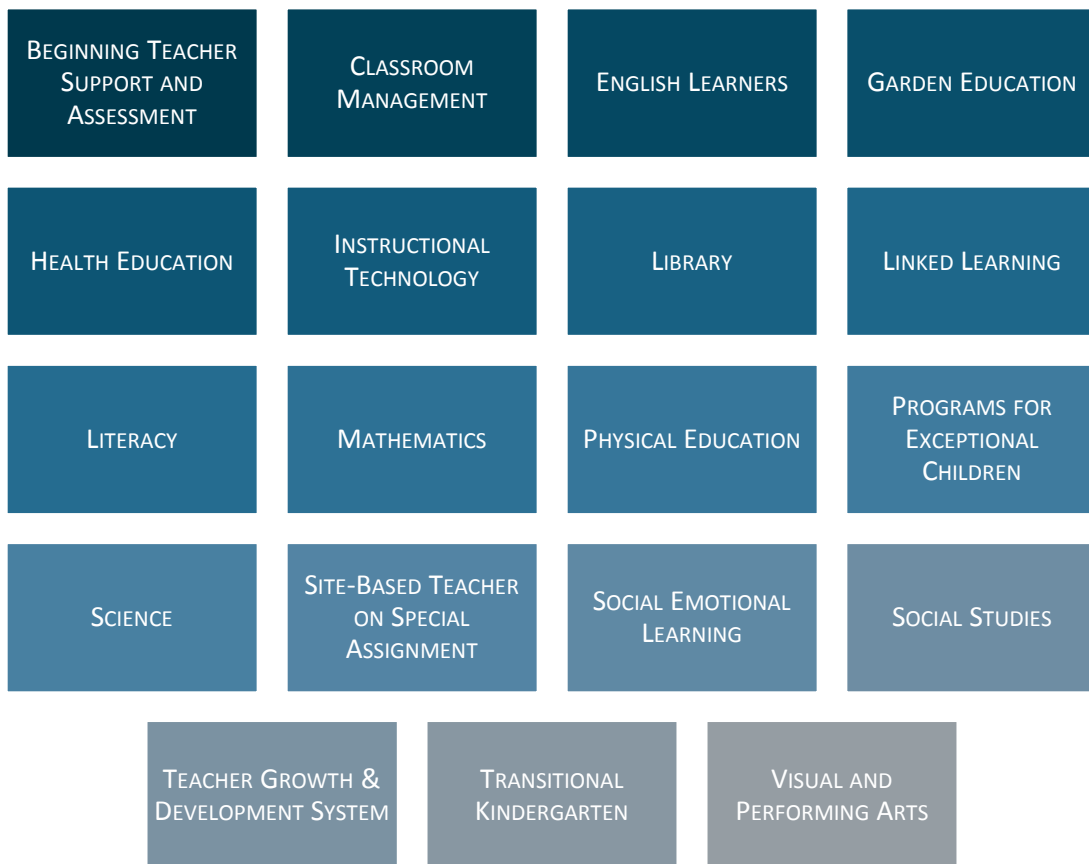 Beginning Teacher
Support and
Assessment
Classroom
Management
English Learners
Garden Education
Health Education
Instructional
Technology
Library
Linked Learning
Literacy
Mathematics
Physical Education
Programs for
Exceptional
Children
Science
Site-Based Teacher
on Special
Assignment
Social Emotional
Learning
Social Studies
Teacher Growth &
Development System
Transitional
Kindergarten
Visual and
Performing Arts